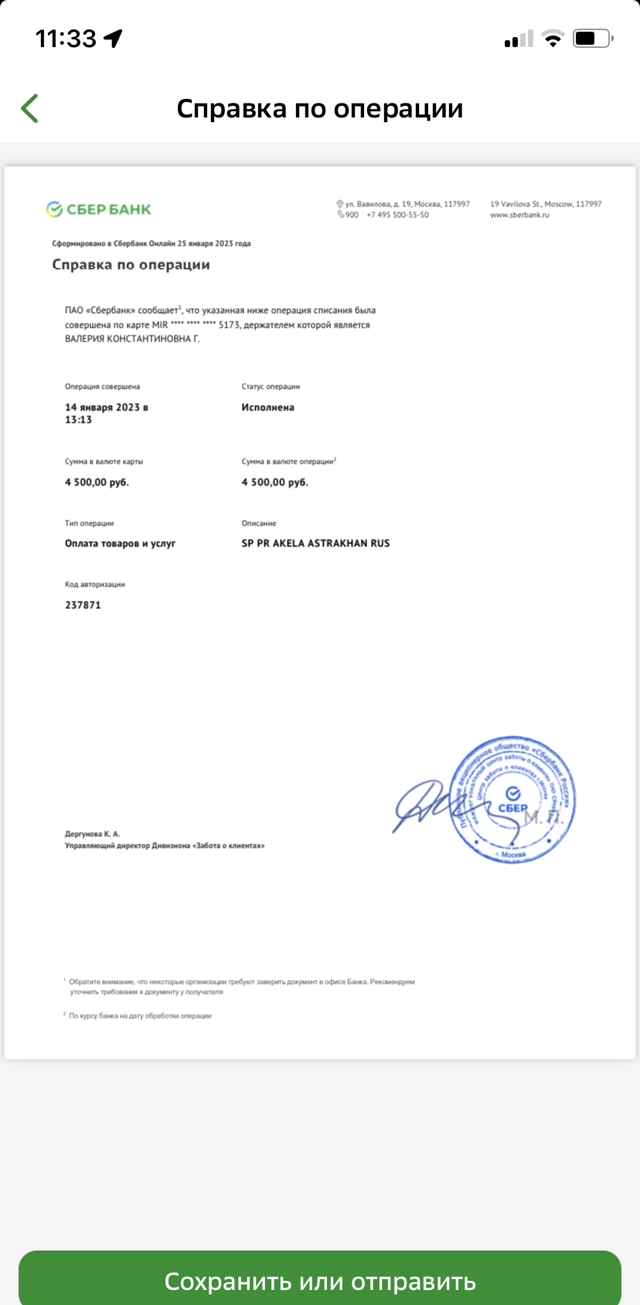 11:33
Справка по операции
СБЕР БАНК
ул. Вавилова, д. 19, Москва, 117997
900 +7 495 500-55-50
19 Vavilova St., Moscow, 117997
www.sberbank.ru
Сформировано в Сбербанк Онлайн 25 января 2023 года
Справка по операции
ПАО «Сбербанк» сообщает¹, что указанная ниже операция списания была
совершена по карте MIR **** **** **** 5173, держателем которой является
ВАЛЕРИЯ КОНСТАНТИНОВНА Г.
Операция совершена
14 января 2023 в
13:13
Статус операции
Исполнена
Сумма в валюте карты
4 500,00 руб.
Сумма в валюте операции²
4 500,00 руб.
Тип операции
Оплата товаров и услуг
Описание
SP PR AKELA ASTRAKHAN RUS
Код авторизации
237871
Публичное акционерное общество «Сбербанк России»
СБЕР
М. П.
г. Москва
Дергунова К. А.
Управляющий директор Дивизиона «Забота о клиентах»
¹ Обратите внимание, что некоторые организации требуют заверить документ в офисе Банка. Рекомендуем
уточнить требования к документу у получателя
² По курсу банка на дату обработки операции
Сохранить или отправить